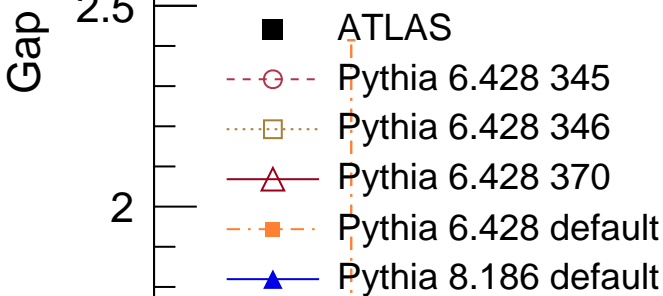 2.5
Gap
ATLAS
Pythia 6.428 345
Pythia 6.428 346
Pythia 6.428 370
2
Pythia 6.428 default
Pythia 8.186 default